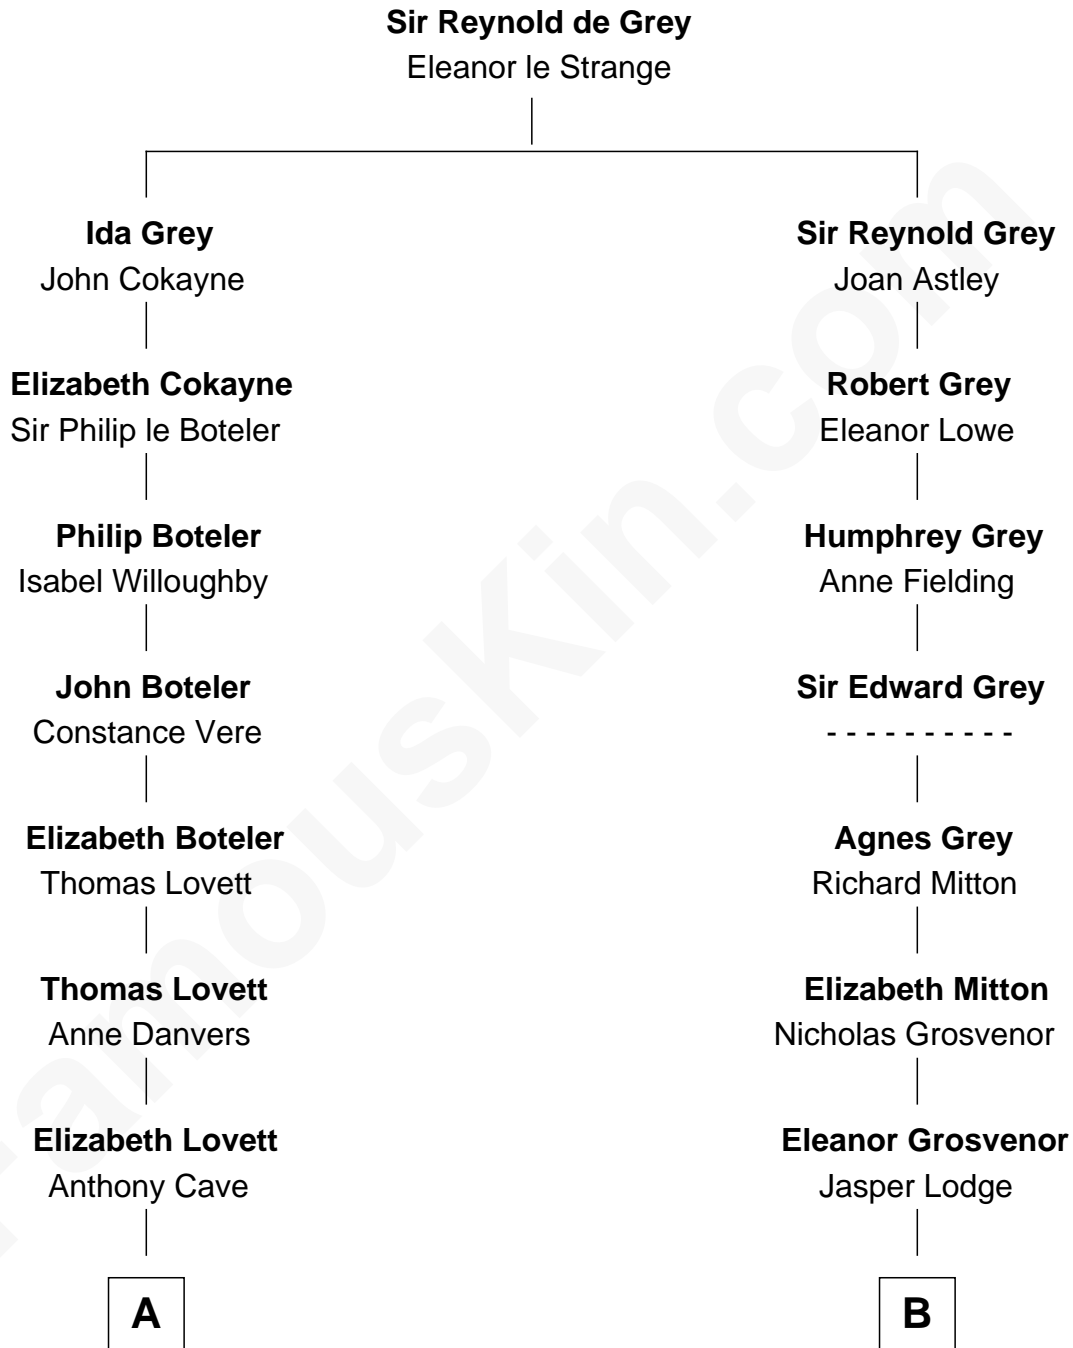 Sir Reynold de Grey
Eleanor le Strange
Ida Grey
John Cokayne
Elizabeth Cokayne
Sir Philip le Boteler
Philip Boteler
Isabel Willoughby
John Boteler
Constance Vere
Elizabeth Boteler
Thomas Lovett
Thomas Lovett
Anne Danvers
Elizabeth Lovett
Anthony Cave
A
Sir Reynold Grey
Joan Astley
Robert Grey
Eleanor Lowe
Humphrey Grey
Anne Fielding
Sir Edward Grey
- - - - - - - - - -
Agnes Grey
Richard Mitton
Elizabeth Mitton
Nicholas Grosvenor
Eleanor Grosvenor
Jasper Lodge
B
FamousKin.com